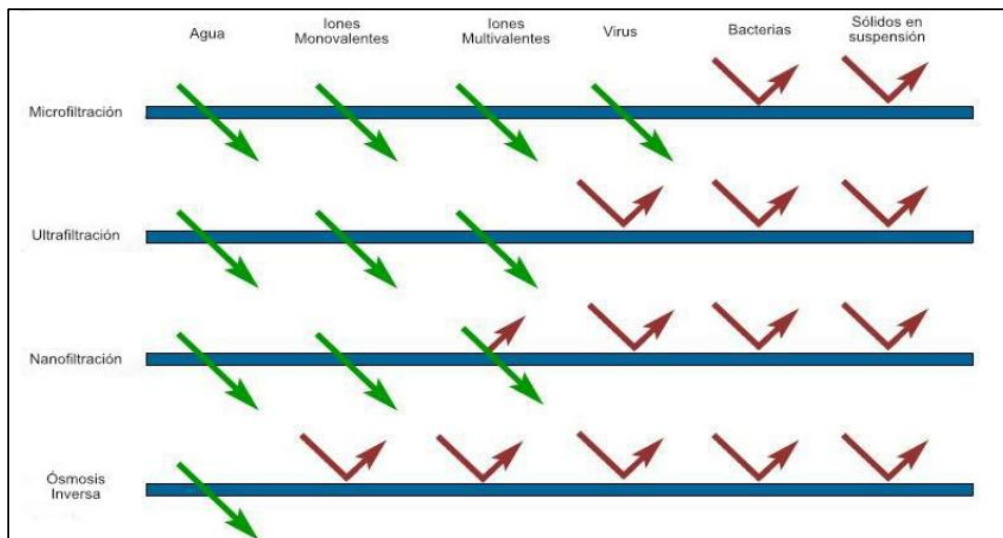 Agua
Iones
Monovalentes
Iones
Multivalentes
Virus
Bacterias
Sólidos en
suspensión
Microfiltración
Ultrafiltración
Nanofiltración
Ósmosis
Inversa